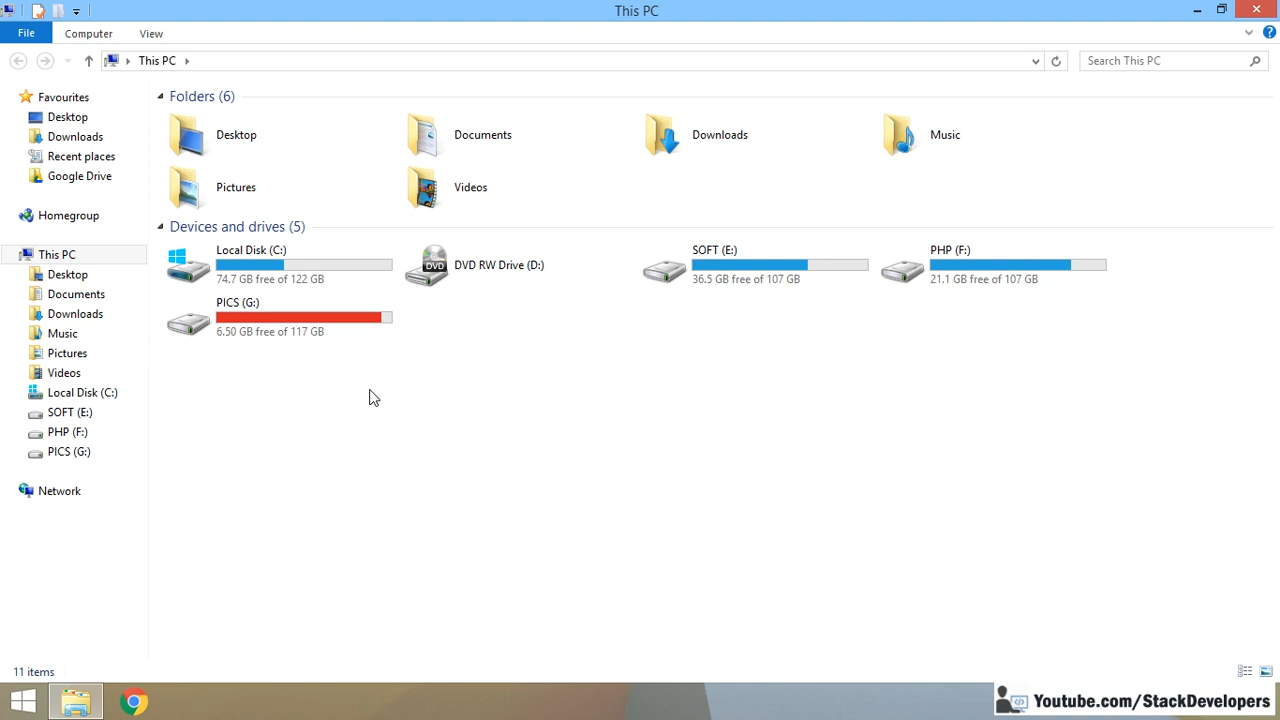 This PC
File Computer View
This PC
Search This PC
Favourites
Desktop
Downloads
Recent places
Google Drive
Homegroup
This PC
Desktop
Documents
Downloads
Music
Pictures
Videos
Local Disk (C:)
SOFT (E:)
PHP (F:)
PICS (G:)
Network
Folders (6)
Desktop Documents Downloads Music
Pictures Videos
Devices and drives (5)
Local Disk (C:)
74.7 GB free of 122 GB
DVD RW Drive (D:)
DVD
SOFT (E:)
36.5 GB free of 107 GB
PHP (F:)
21.1 GB free of 107 GB
PICS (G:)
6.50 GB free of 117 GB
11 items
Youtube.com/StackDevelopers